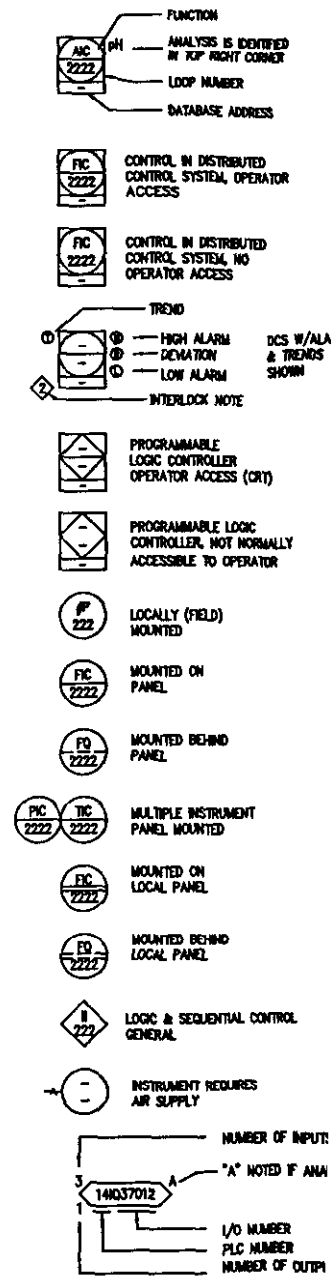 FUNCTION
AIC
pH
ANALYSIS IS IDENTIFIED
IN TOP RIGHT CORNER
2222
LOOP NUMBER
DATABASE ADDRESS
FIC
2222
CONTROL IN DISTRIBUTED
CONTROL SYSTEM, OPERATOR
ACCESS
FIC
2222
CONTROL IN DISTRIBUTED
CONTROL SYSTEM, NO
OPERATOR ACCESS
TREND
T
HIGH ALARM
DEVIATION
L
LOW ALARM
DCS W/ALA
& TRENDS
SHOWN
2
INTERLOCK NOTE
PROGRAMMABLE
LOGIC CONTROLLER
OPERATOR ACCESS (CRT)
PROGRAMMABLE LOGIC
CONTROLLER, NOT NORMALLY
ACCESSIBLE TO OPERATOR
222
LOCALLY (FIELD)
MOUNTED
FIC
2222
MOUNTED ON
PANEL
FQ
2222
MOUNTED BEHIND
PANEL
PIC
2222
TIC
2222
MULTIPLE INSTRUMENT
PANEL MOUNTED
FIC
2222
MOUNTED ON
LOCAL PANEL
FQ
2222
MOUNTED BEHIND
LOCAL PANEL
222
LOGIC & SEQUENTIAL CONTROL
GENERAL
INSTRUMENT REQUIRES
AIR SUPPLY
NUMBER OF INPUTS
"A" NOTED IF ANA
3
A
14IQ37012
1
I/O NUMBER
PLC NUMBER
NUMBER OF OUTPU